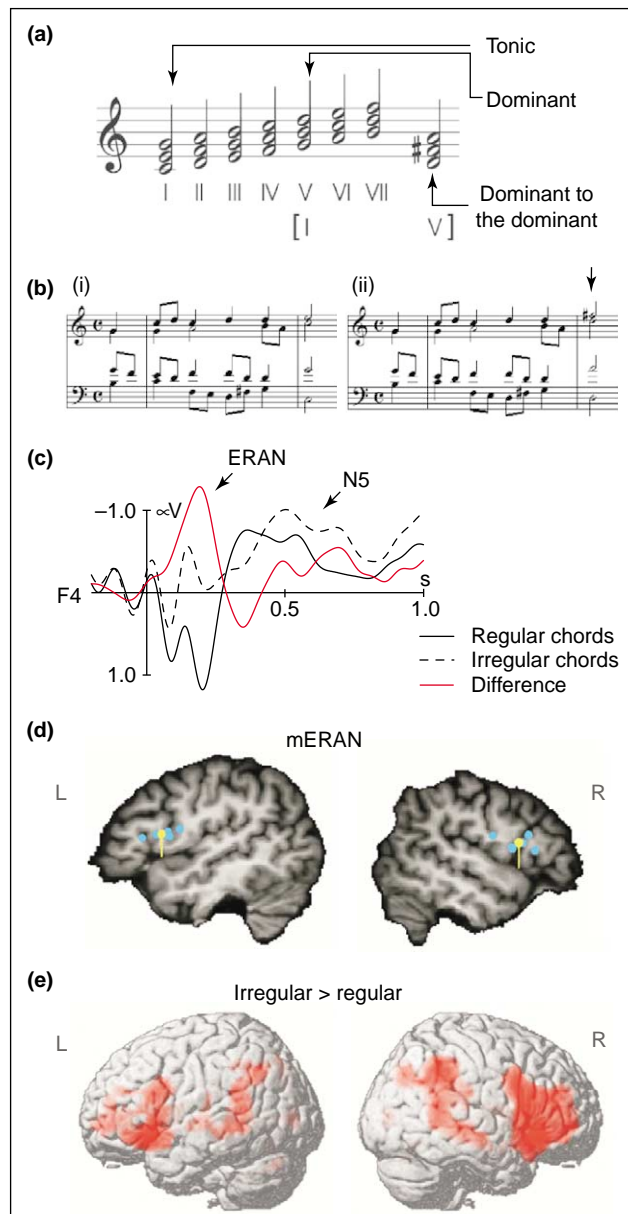 (a)
Tonic
Dominant
I II III IV V VI VII
[ I V ]
Dominant to
the dominant
(b) (i) (ii)
(c)
ERAN
N5
–1.0 ∝V
F4
s
0.5 1.0
1.0
Regular chords
Irregular chords
Difference
(d)
mERAN
L R
(e)
Irregular > regular
L R